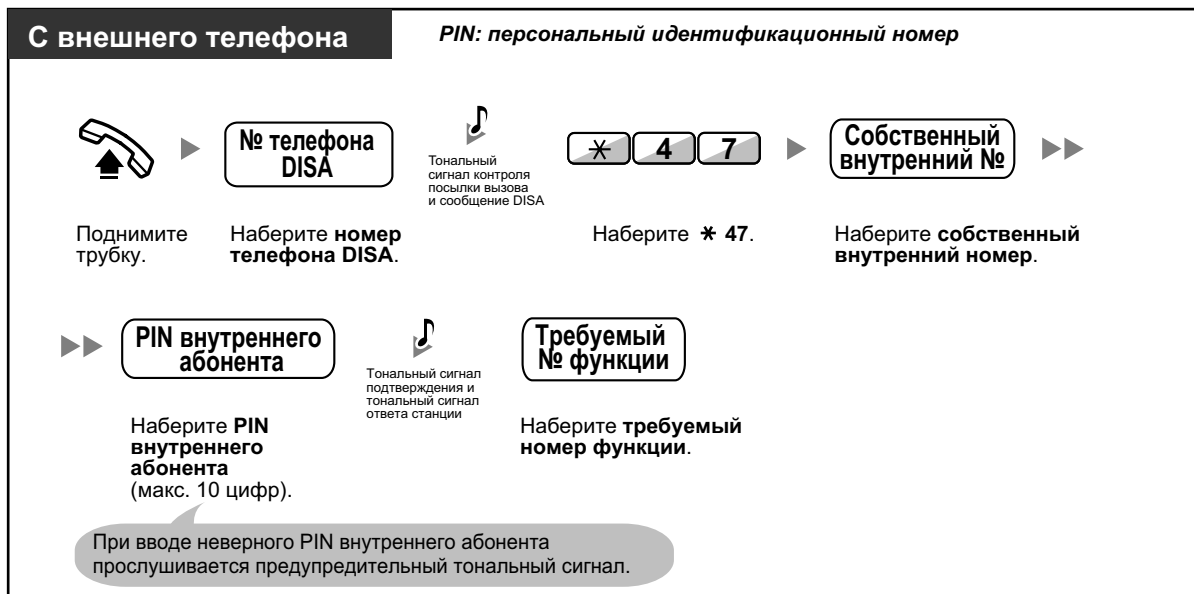 С внешнего телефона
PIN: персональный идентификационный номер
№ телефона
DISA
Тональный
сигнал контроля
посылки вызова
и сообщение DISA
* 4 7
Собственный
внутренний №
Поднимите
трубку.
Наберите номер
телефона DISA.
Наберите * 47.
Наберите собственный
внутренний номер.
PIN внутреннего
абонента
Тональный сигнал
подтверждения и
тональный сигнал
ответа станции
Требуемый
№ функции
Наберите PIN
внутреннего
абонента
(макс. 10 цифр).
Наберите требуемый
номер функции.
При вводе неверного PIN внутреннего абонента
прослушивается предупредительный тональный сигнал.